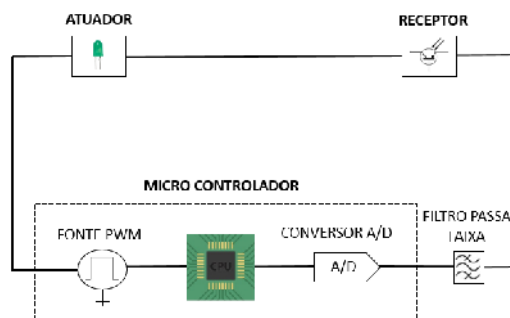 ATUADOR
RECEPTOR
MICRO CONTROLADOR
FONTE PWM
CPU
CONVERSOR A/D
A/D
FILTRO PASSA
FAIXA